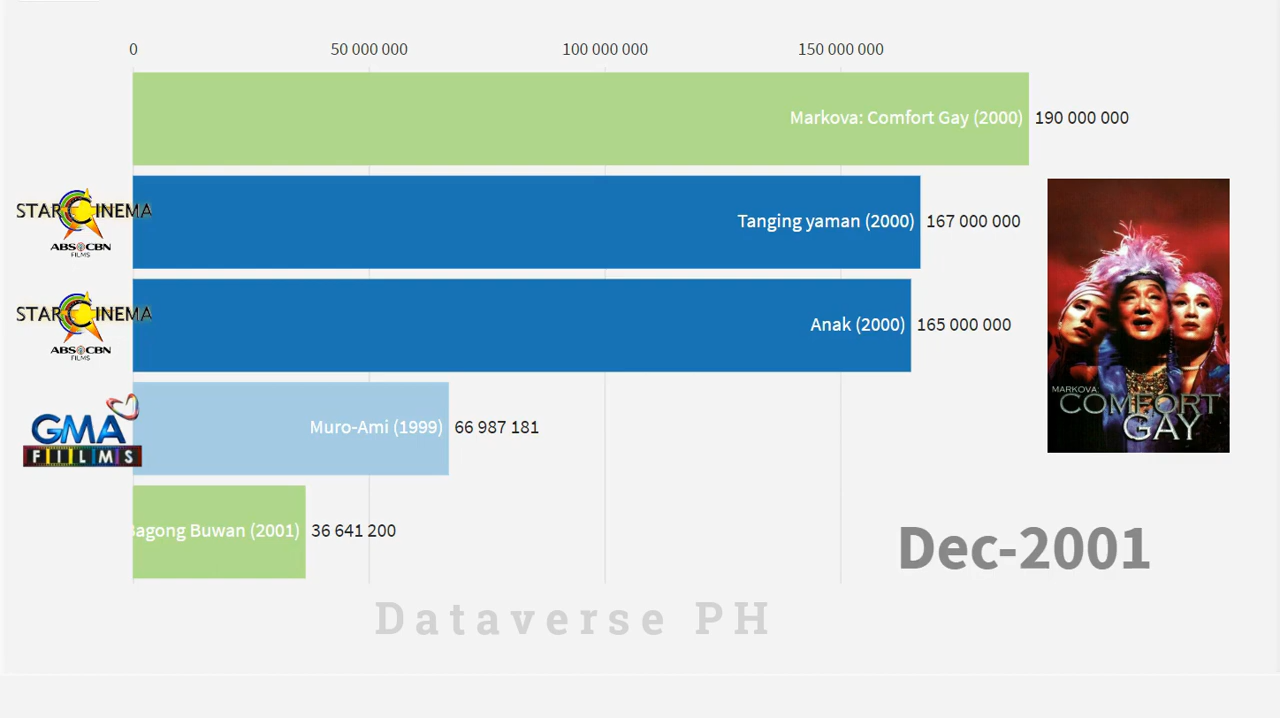 0 50 000 000 100 000 000 150 000 000
Markova: Comfort Gay (2000) 190 000 000
STAR CINEMA
ABS CBN
FILMS
Tanging yaman (2000) 167 000 000
STAR CINEMA
ABS CBN
FILMS
Anak (2000) 165 000 000
MARKOVA:
COMFORT
GAY
GMA
FIILMS
Muro-Ami (1999) 66 987 181
Bagong Buwan (2001) 36 641 200
Dec-2001
Dataverse PH